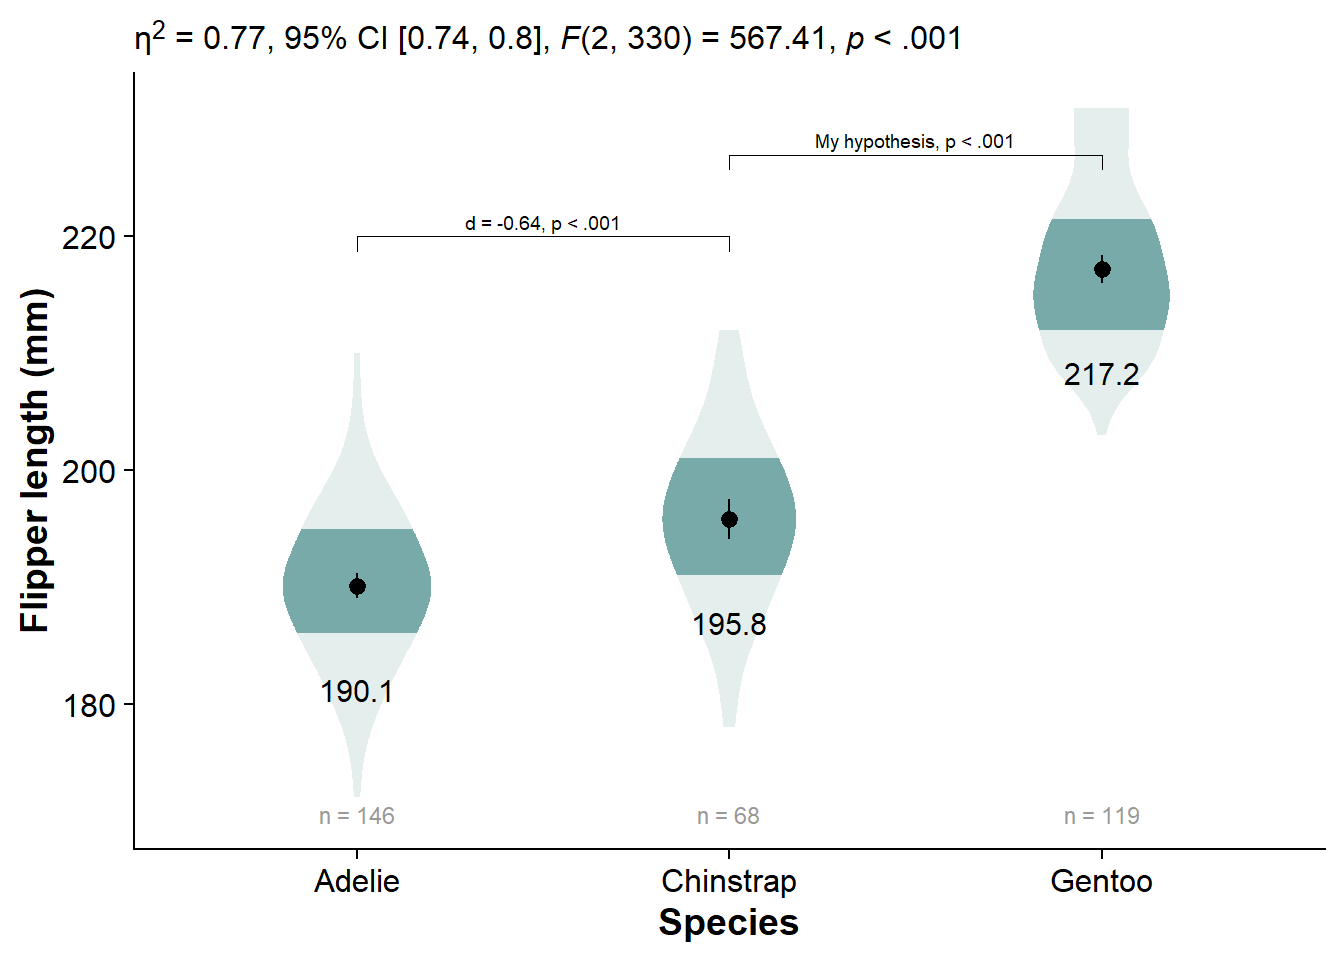 η² = 0.77, 95% CI [0.74, 0.8], F(2, 330) = 567.41, p < .001
My hypothesis, p < .001
d = -0.64, p < .001
220
200
180
Flipper length (mm)
217.2
195.8
190.1
n = 146
n = 68
n = 119
Adelie
Chinstrap
Gentoo
Species